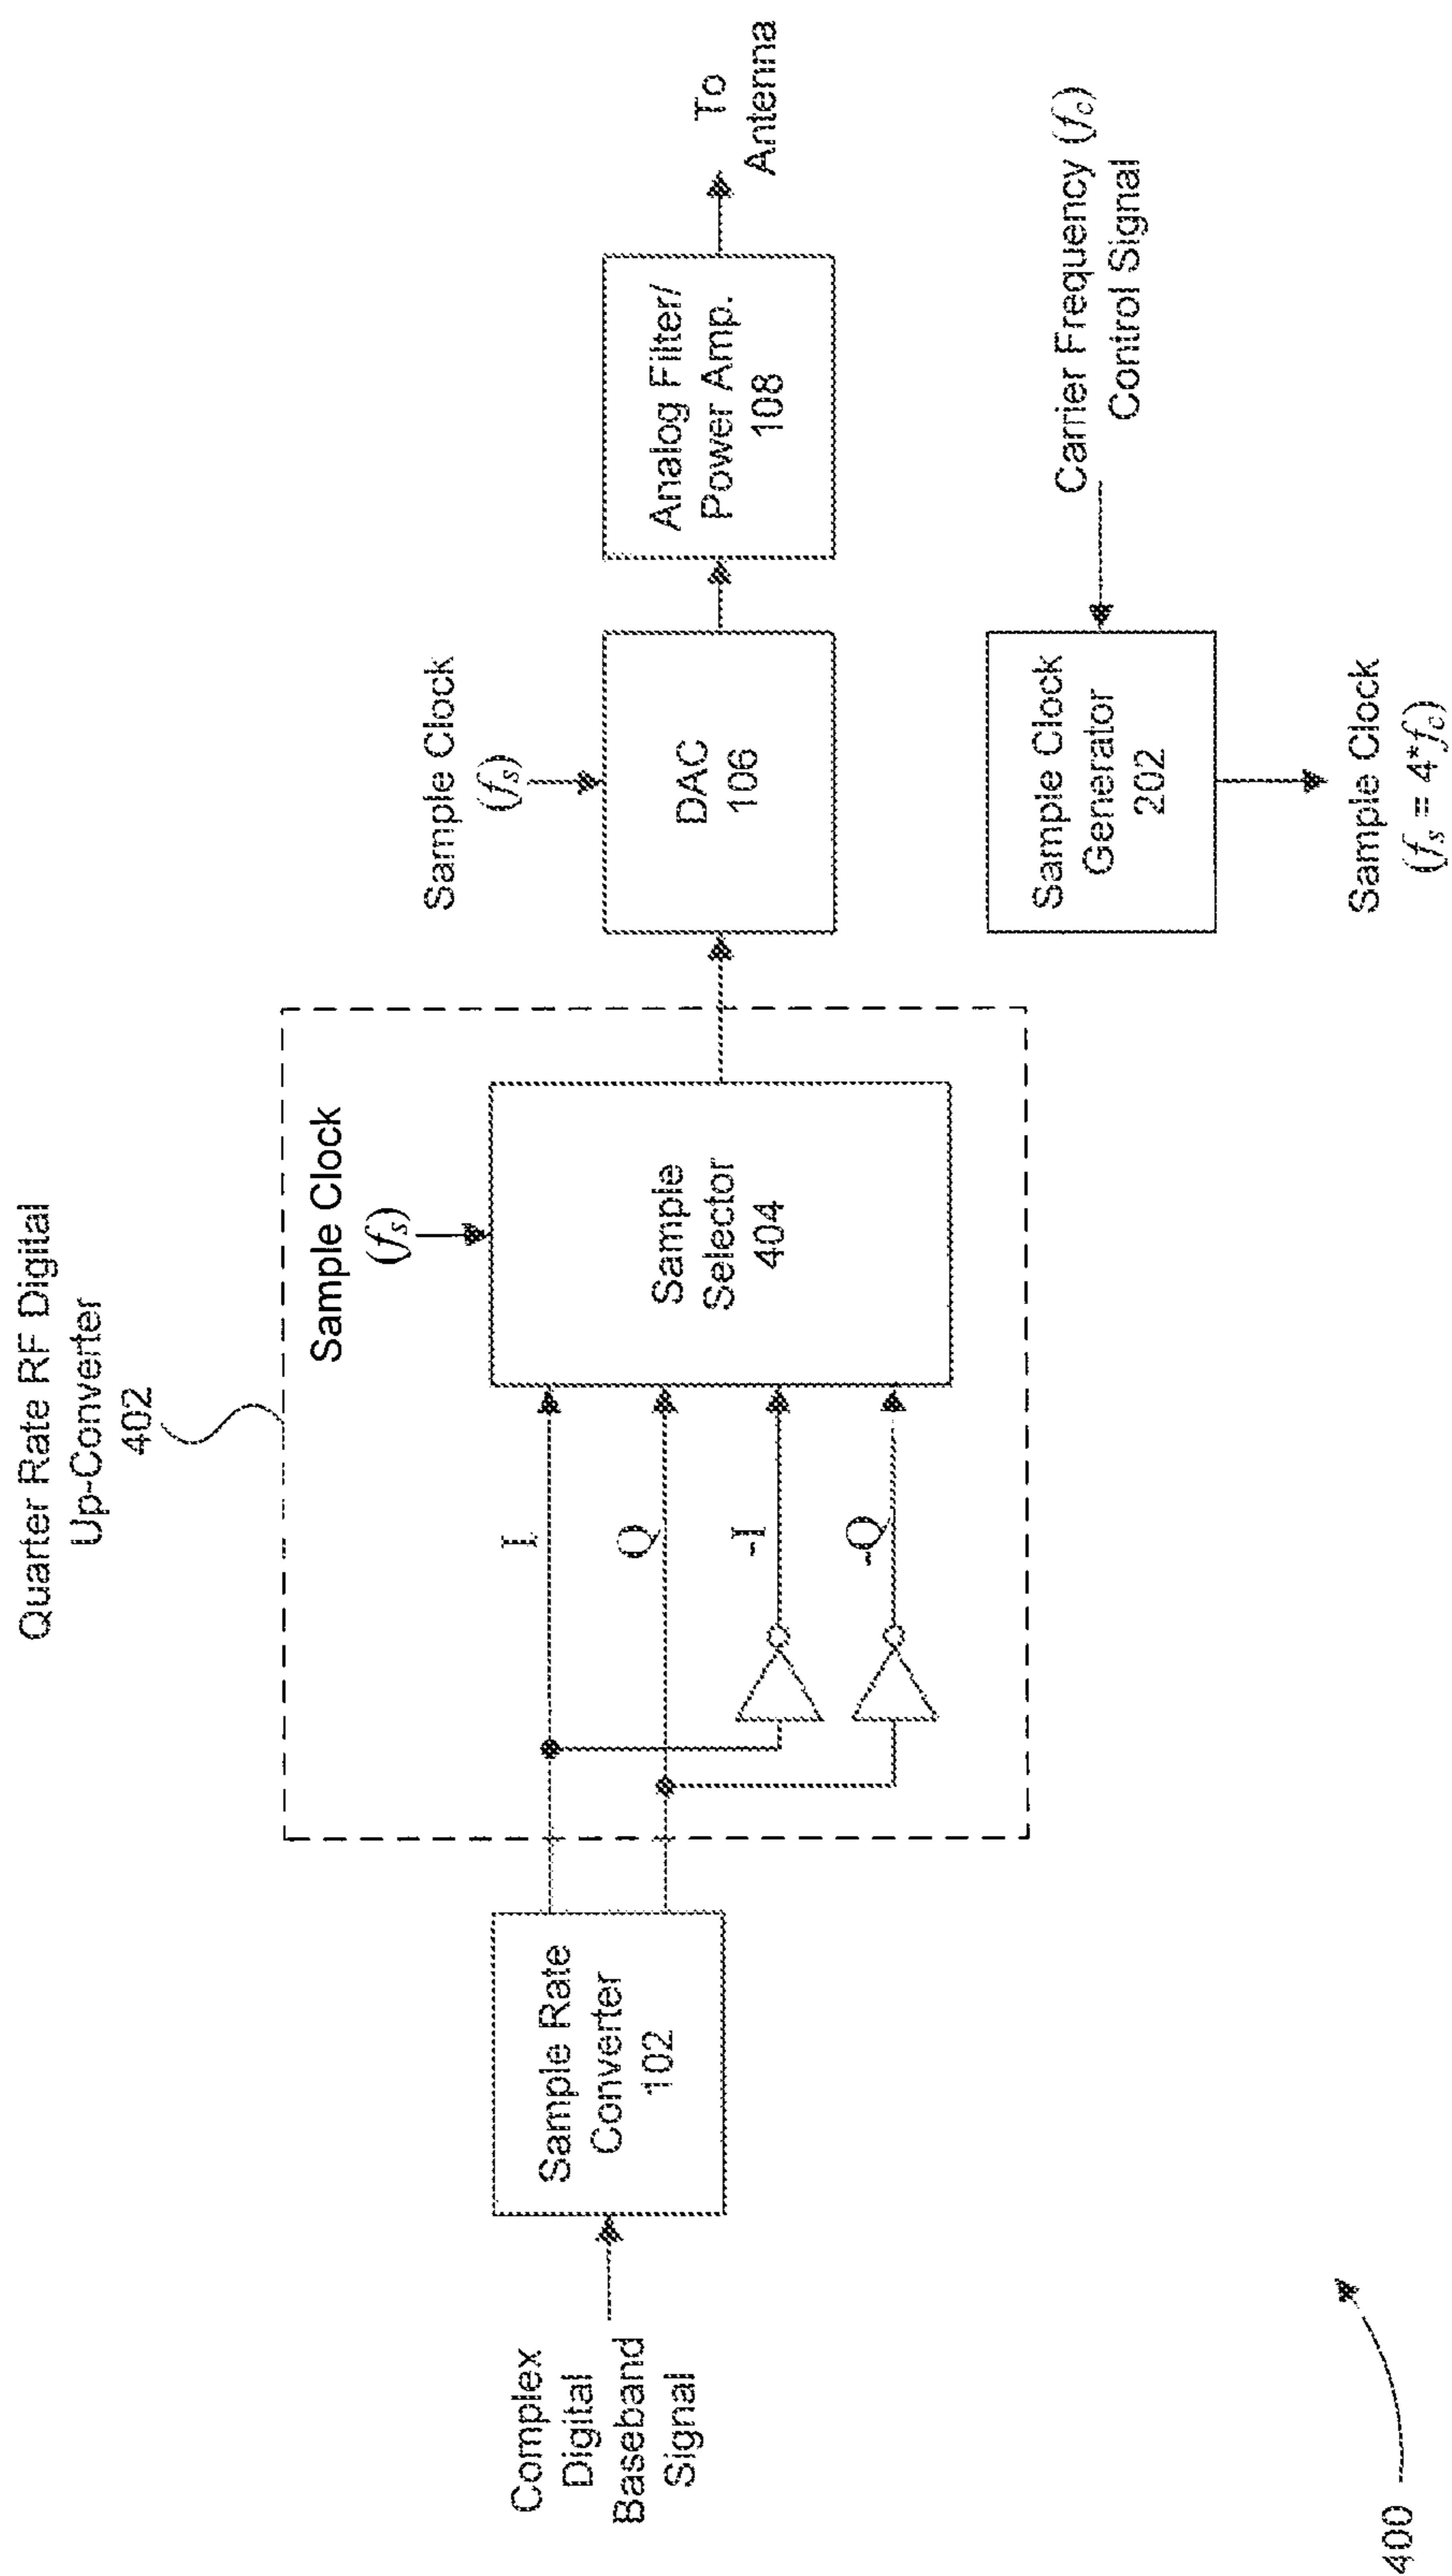 Quarter Rate RF Digital
Up-Converter
402
Complex
Digital
Baseband
Signal
Sample Rate
Converter
102
I
Q
-I
-Q
Sample Clock
(fs)
Sample
Selector
404
Sample Clock
(fs)
DAC
106
Analog Filter/
Power Amp.
108
To
Antenna
Carrier Frequency (fc)
Control Signal
Sample Clock
Generator
202
Sample Clock
(fs = 4*fc)
400